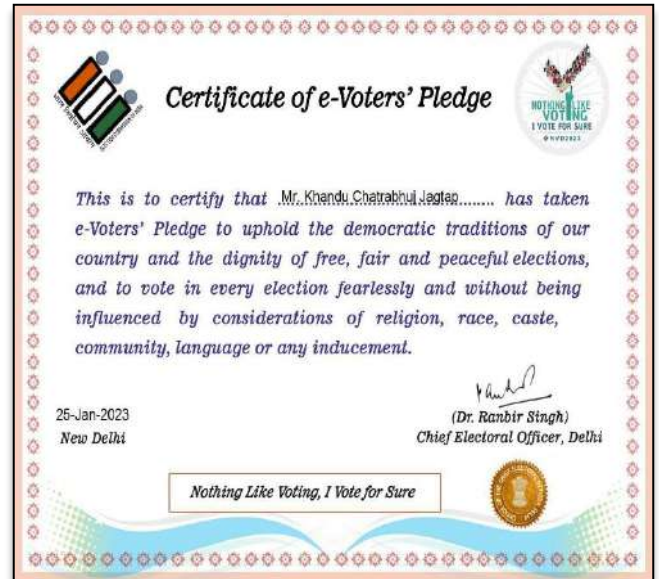 Certificate of e-Voters' Pledge
NOTHING LIKE
VOTING
I VOTE FOR SURE
This is to certify that Mr. Khandu Chatrabhuj Jagtap........ has taken
e-Voters' Pledge to uphold the democratic traditions of our
country and the dignity of free, fair and peaceful elections,
and to vote in every election fearlessly and without being
influenced by considerations of religion, race, caste,
community, language or any inducement.
25-Jan-2023
New Delhi
(Dr. Ranbir Singh)
Chief Electoral Officer, Delhi
Nothing Like Voting, I Vote for Sure